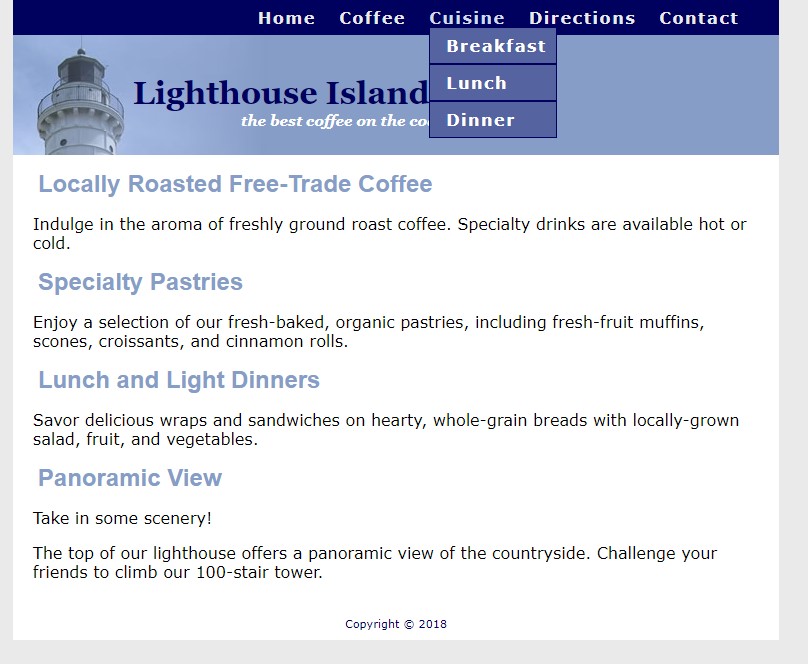 Home Coffee Cuisine Directions Contact
Breakfast
Lunch
Dinner
Lighthouse Island
the best coffee on the
Locally Roasted Free-Trade Coffee
Indulge in the aroma of freshly ground roast coffee. Specialty drinks are available hot or
cold.
Specialty Pastries
Enjoy a selection of our fresh-baked, organic pastries, including fresh-fruit muffins,
scones, croissants, and cinnamon rolls.
Lunch and Light Dinners
Savor delicious wraps and sandwiches on hearty, whole-grain breads with locally-grown
salad, fruit, and vegetables.
Panoramic View
Take in some scenery!
The top of our lighthouse offers a panoramic view of the countryside. Challenge your
friends to climb our 100-stair tower.
Copyright © 2018